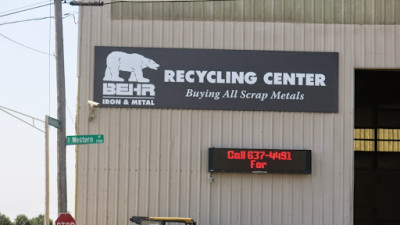 BEHR
IRON & METAL
RECYCLING CENTER
Buying All Scrap Metals
Call 637-4491
For
Western